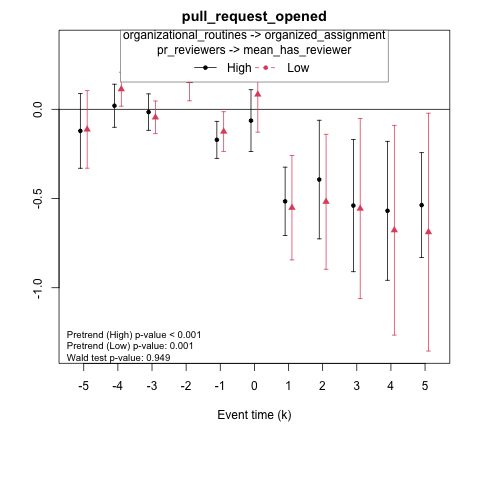 pull_request_opened
organizational_routines -> organized_assignment
pr_reviewers -> mean_has_reviewer
High Low
0.0
-0.5
-1.0
Pretrend (High) p-value < 0.001
Pretrend (Low) p-value: 0.001
Wald test p-value: 0.949
-5 -4 -3 -2 -1 0 1 2 3 4 5
Event time (k)